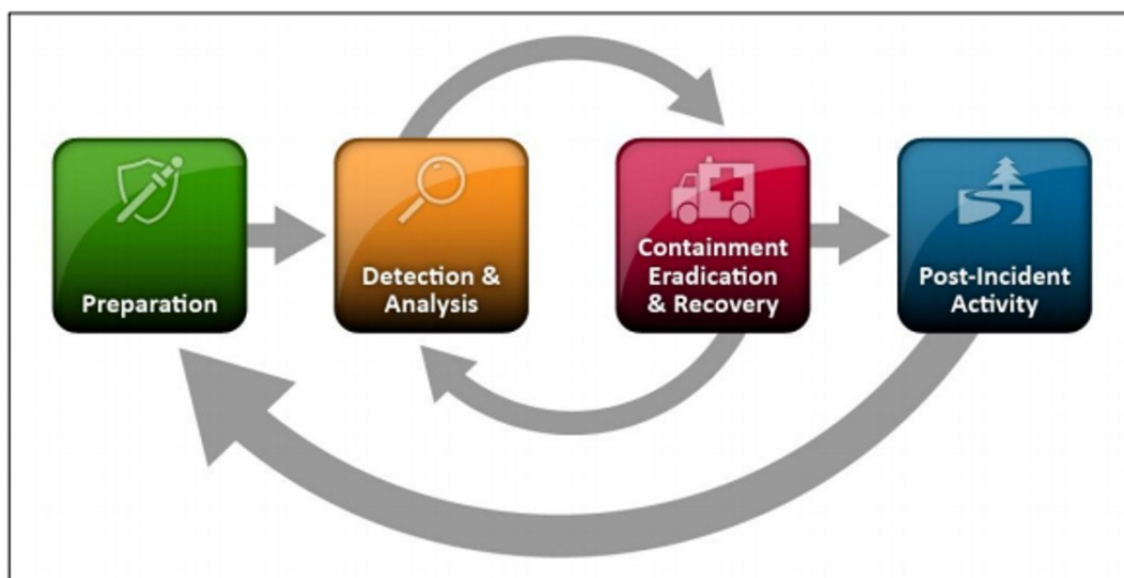 Preparation
Detection &
Analysis
Containment
Eradication
& Recovery
Post-Incident
Activity